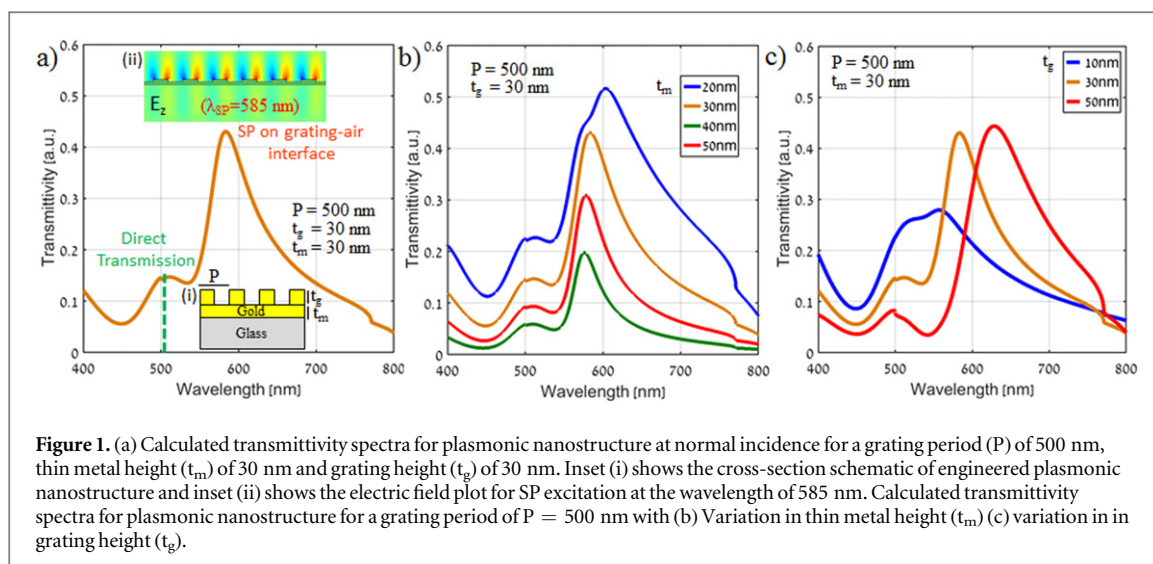 a)
0.6
0.5
0.4
0.3
0.2
0.1
0
Transmittivity [a.u.]
(ii)
E_z
(λ_SP=585 nm)
SP on grating-air
interface
P = 500 nm
t_g = 30 nm
t_m = 30 nm
Direct
Transmission
P
(i)
t_g
Gold
t_m
Glass
400 500 600 700 800
Wavelength [nm]
b)
0.6
0.5
0.4
0.3
0.2
0.1
0
Transmittivity [a.u.]
P = 500 nm
t_g = 30 nm
t_m
20nm
30nm
40nm
50nm
400 500 600 700 800
Wavelength [nm]
c)
0.6
0.5
0.4
0.3
0.2
0.1
0
Transmittivity [a.u.]
P = 500 nm
t_m = 30 nm
t_g
10nm
30nm
50nm
400 500 600 700 800
Wavelength [nm]
Figure 1. (a) Calculated transmittivity spectra for plasmonic nanostructure at normal incidence for a grating period (P) of 500 nm,
thin metal height (t_m) of 30 nm and grating height (t_g) of 30 nm. Inset (i) shows the cross-section schematic of engineered plasmonic
nanostructure and inset (ii) shows the electric field plot for SP excitation at the wavelength of 585 nm. Calculated transmittivity
spectra for plasmonic nanostructure for a grating period of P = 500 nm with (b) Variation in thin metal height (t_m) (c) variation in in
grating height (t_g).